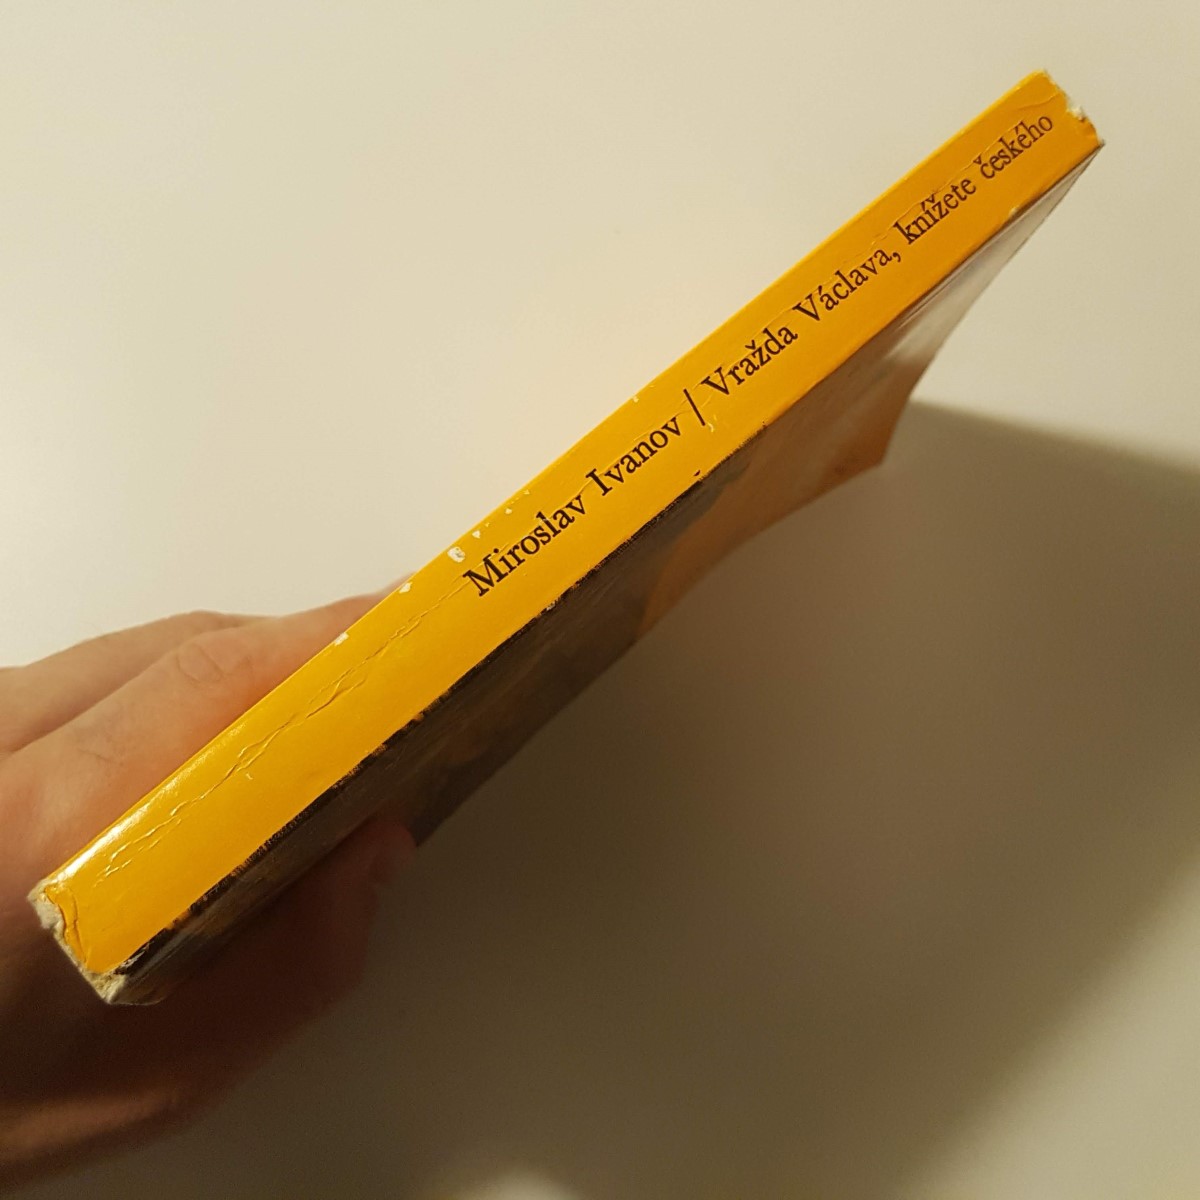 Miroslav Ivanov / Vražda Václava, knížete českého